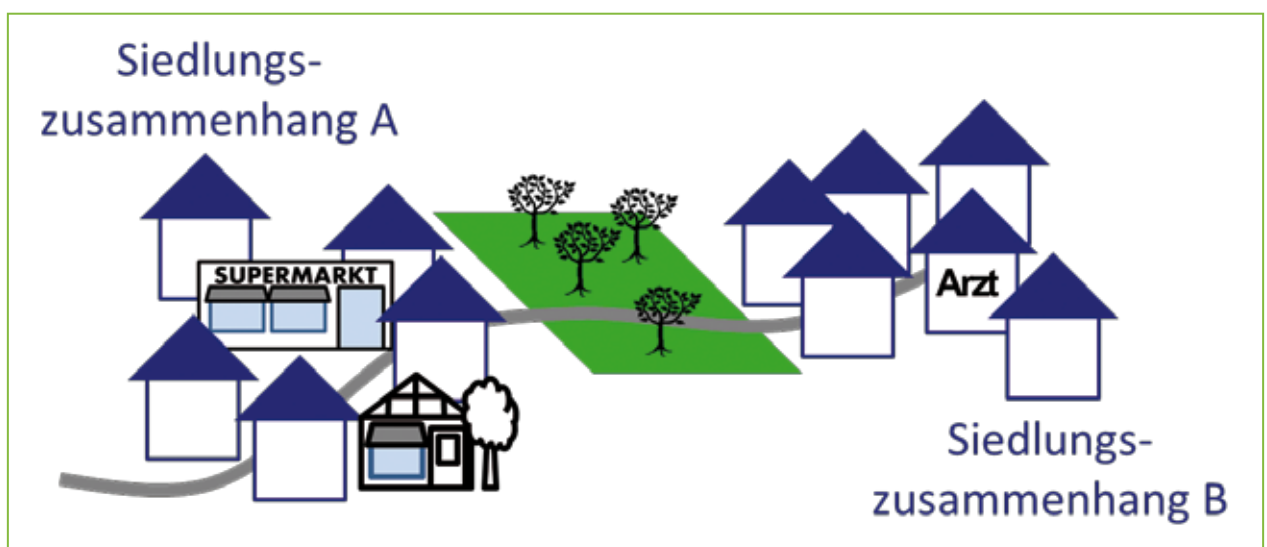 Siedlungs-
zusammenhang A
SUPERMARKT
Arzt
Siedlungs-
zusammenhang B